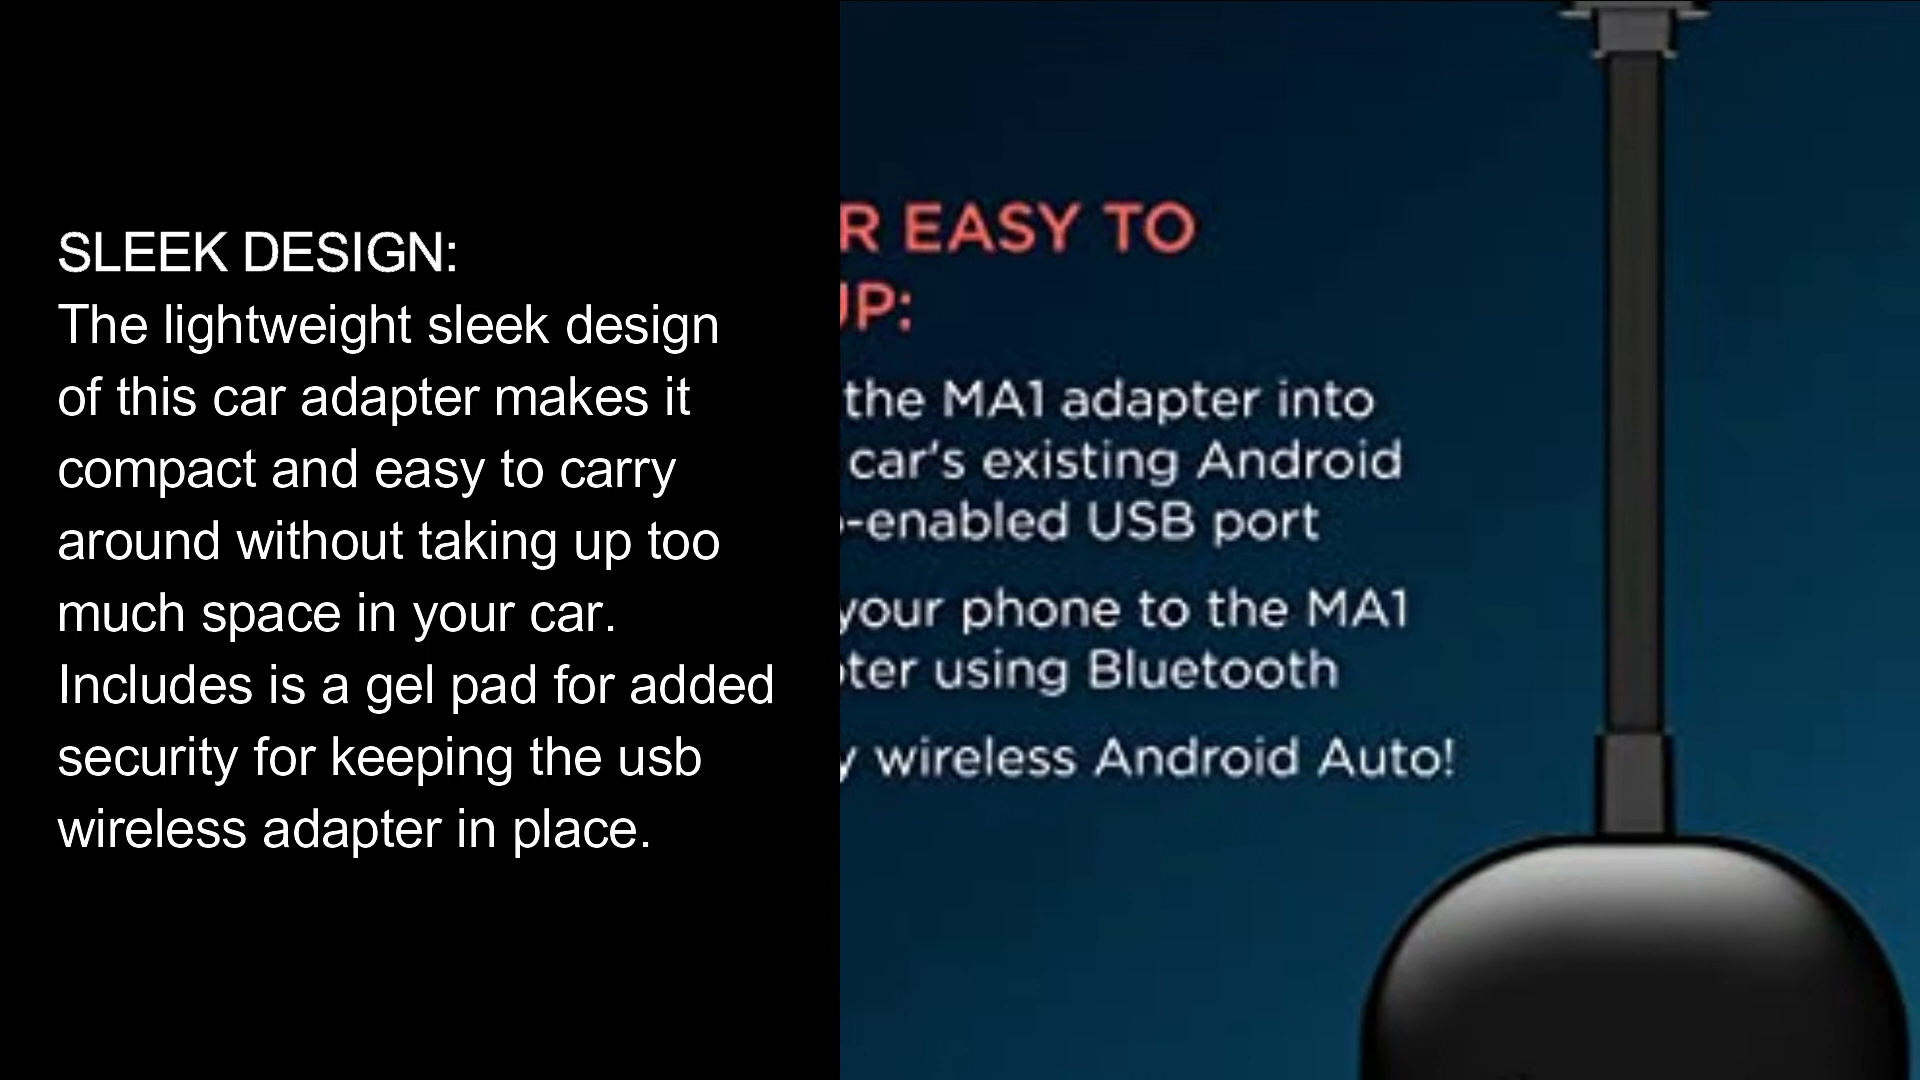 SLEEK DESIGN:
The lightweight sleek design
of this car adapter makes it
compact and easy to carry
around without taking up too
much space in your car.
Includes is a gel pad for added
security for keeping the usb
wireless adapter in place.
R EASY TO
UP:
the MA1 adapter into
car's existing Android
-enabled USB port
your phone to the MA1
pter using Bluetooth
y wireless Android Auto!